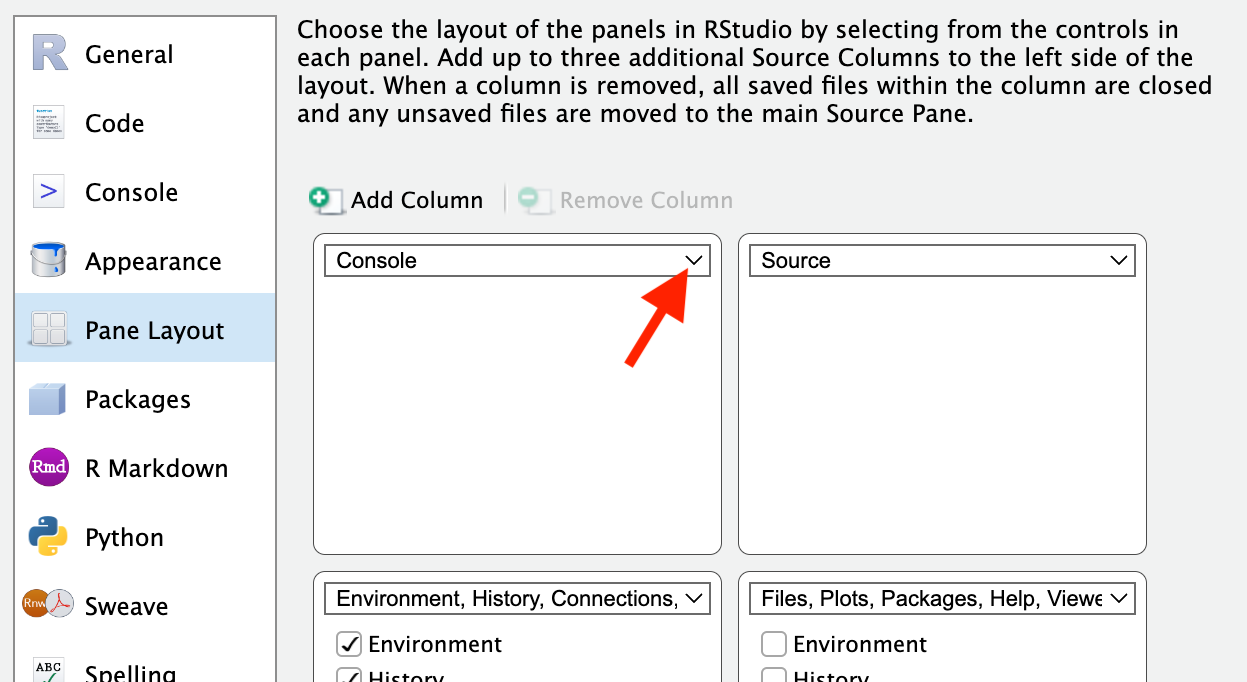 General
Code
Console
Appearance
Pane Layout
Packages
Rmd
R Markdown
Python
Rnw
Sweave
ABC
Spelling
Choose the layout of the panels in RStudio by selecting from the controls in
each panel. Add up to three additional Source Columns to the left side of the
layout. When a column is removed, all saved files within the column are closed
and any unsaved files are moved to the main Source Pane.
Add Column
Remove Column
Console
Source
Environment, History, Connections,
Environment
History
Files, Plots, Packages, Help, Viewe
Environment
History